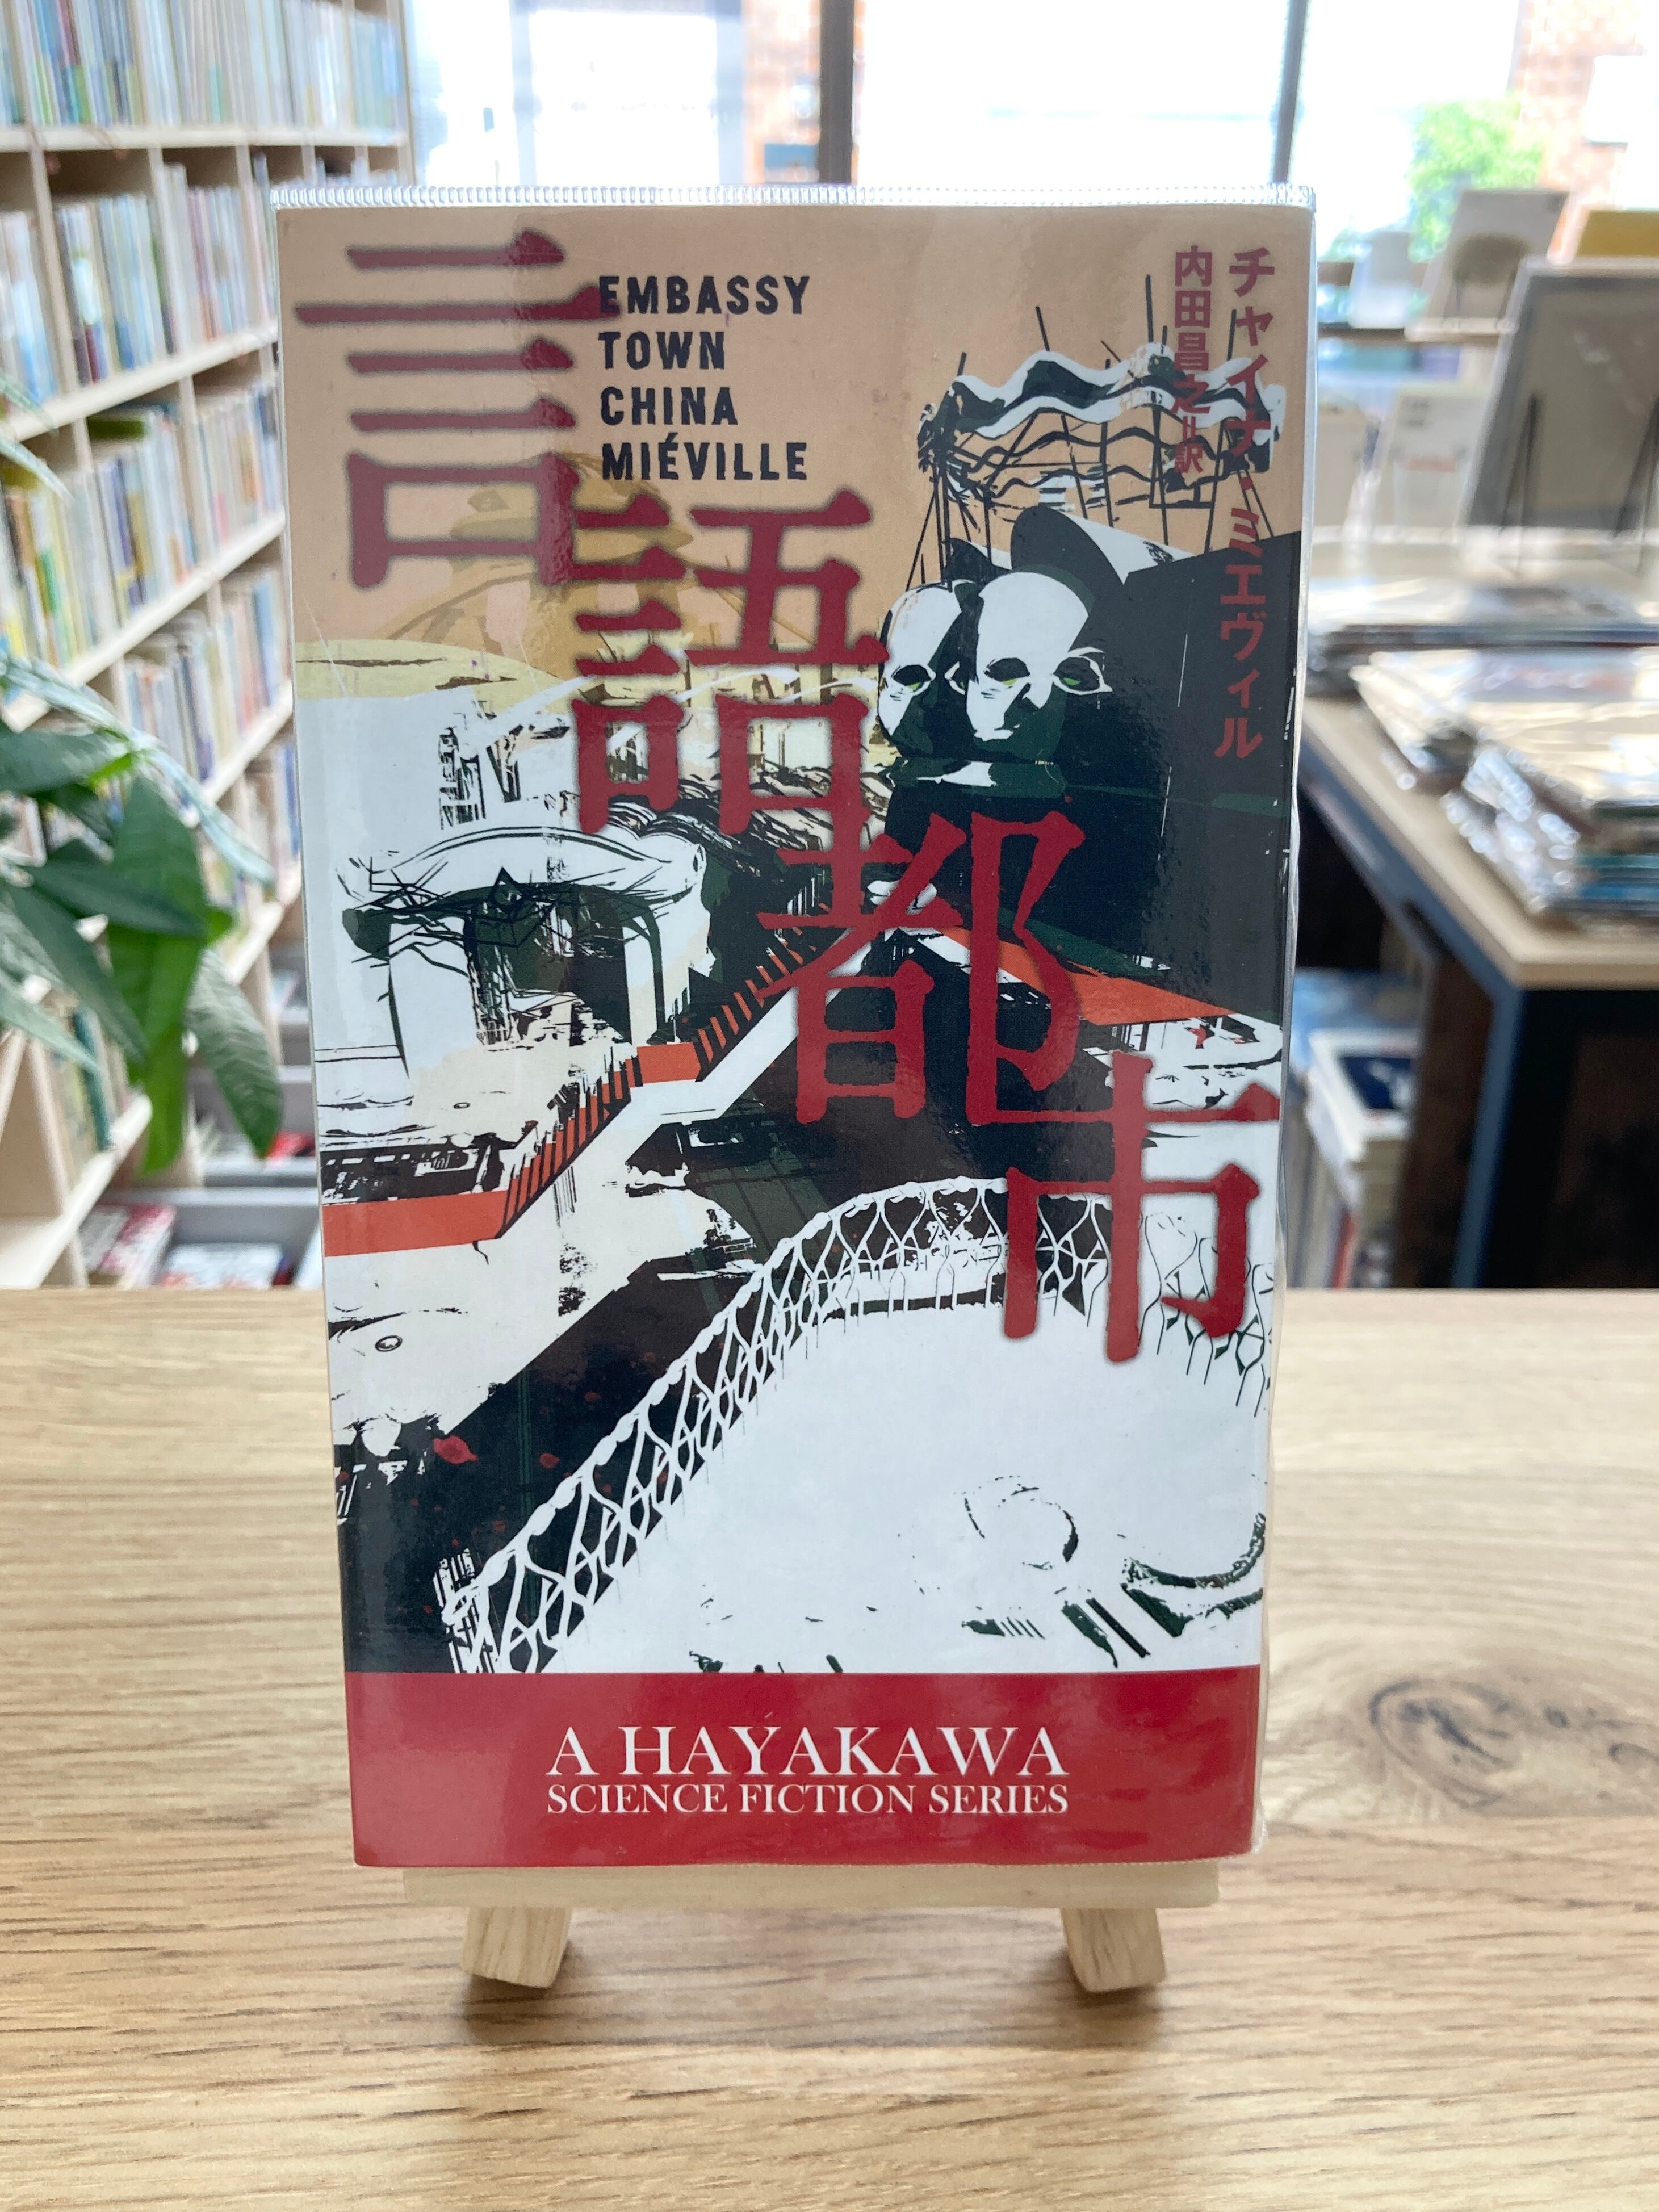 言語都市
EMBASSY
TOWN
CHINA
MIÉVILLE
チャイナ・ミエヴィル
内田昌之=訳
A HAYAKAWA
SCIENCE FICTION SERIES